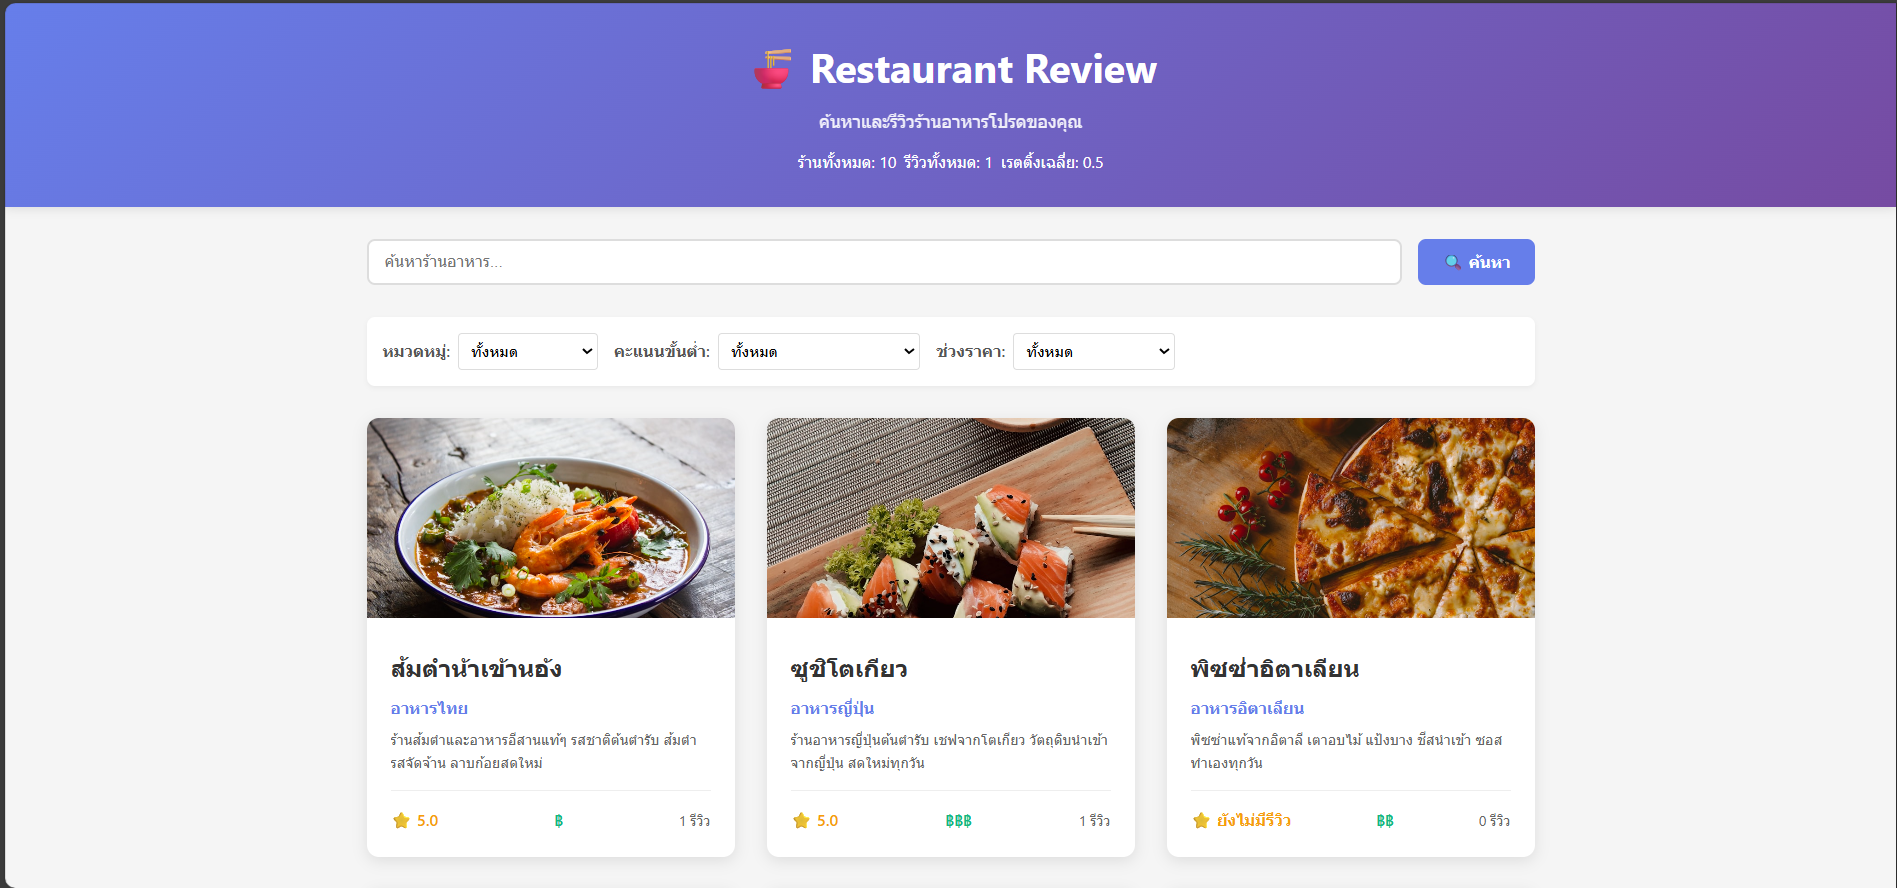 Restaurant Review
ค้นหาและรีวิวร้านอาหารโปรดของคุณ
ร้านทั้งหมด: 10 รีวิวทั้งหมด: 1 เรตติ้งเฉลี่ย: 0.5
ค้นหาร้านอาหาร...
ค้นหา
หมวดหมู่: ทั้งหมด คะแนนขั้นต่ำ: ทั้งหมด ช่วงราคา: ทั้งหมด
ส้มตำน้าเข้านอ้ง
อาหารไทย
ร้านส้มตำและอาหารอีสานแท้ๆ รสชาติต้นตำรับ ส้มตำ
รสจัดจ้าน ลาบก้อยสดใหม่
5.0 ฿ 1 รีวิว
ซูชิโตเกียว
อาหารญี่ปุ่น
ร้านอาหารญี่ปุ่นต้นตำรับ เชฟจากโตเกียว วัตถุดิบนำเข้า
จากญี่ปุ่น สดใหม่ทุกวัน
5.0 ฿฿฿ 1 รีวิว
พิซซ่าอิตาเลียน
อาหารอิตาเลียน
พิซซ่าแท้จากอิตาลี เตาอบไม้ แป้งบาง ชีสนำเข้า ซอส
ทำเองทุกวัน
ยังไม่มีรีวิว ฿฿ 0 รีวิว